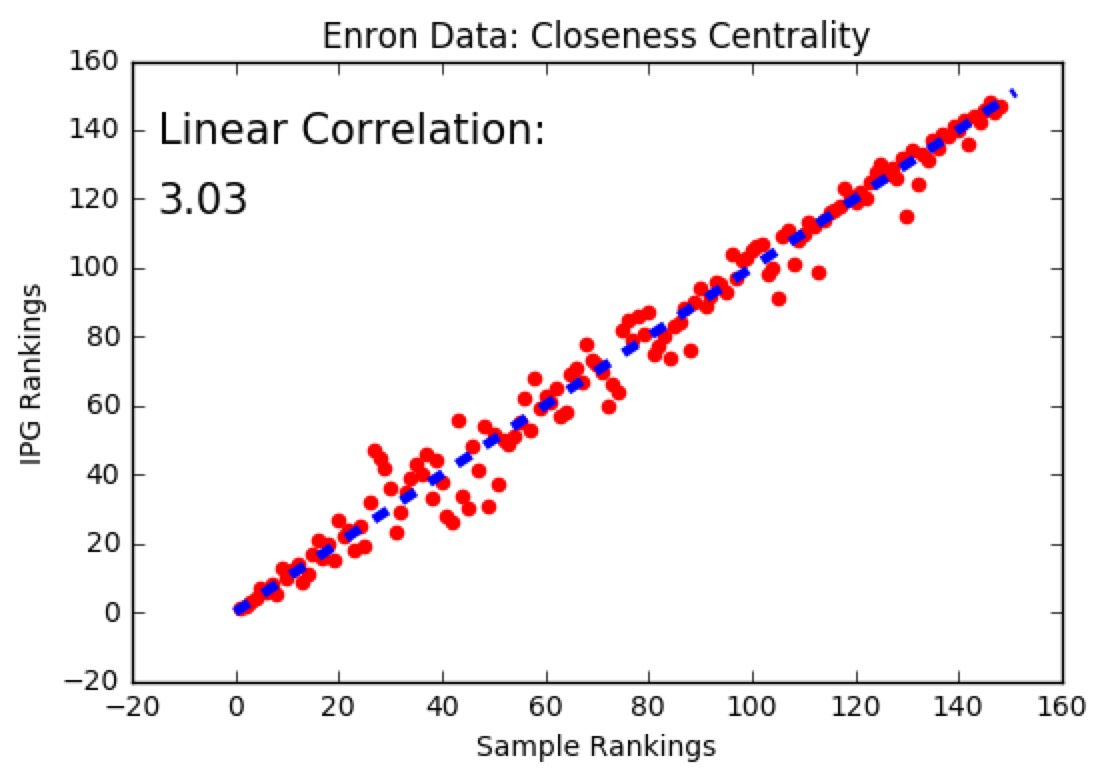 Enron Data: Closeness Centrality
Linear Correlation:
3.03
IPG Rankings
160
140
120
100
80
60
40
20
0
−20
−20 0 20 40 60 80 100 120 140 160
Sample Rankings